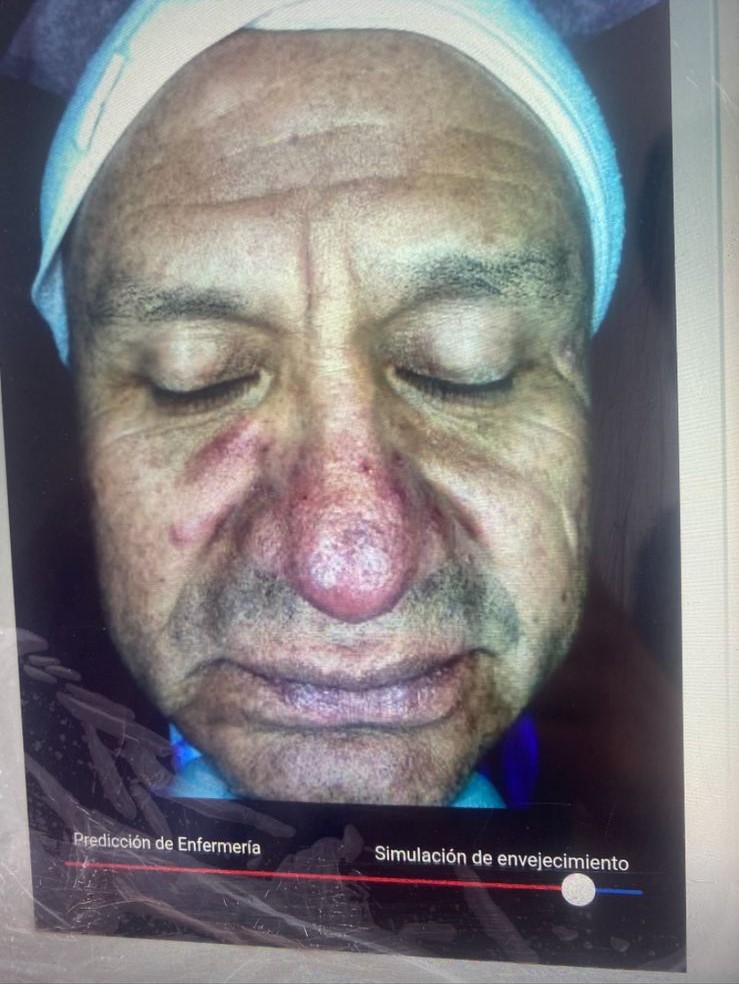 Predicción de Enfermería
Simulación de envejecimiento